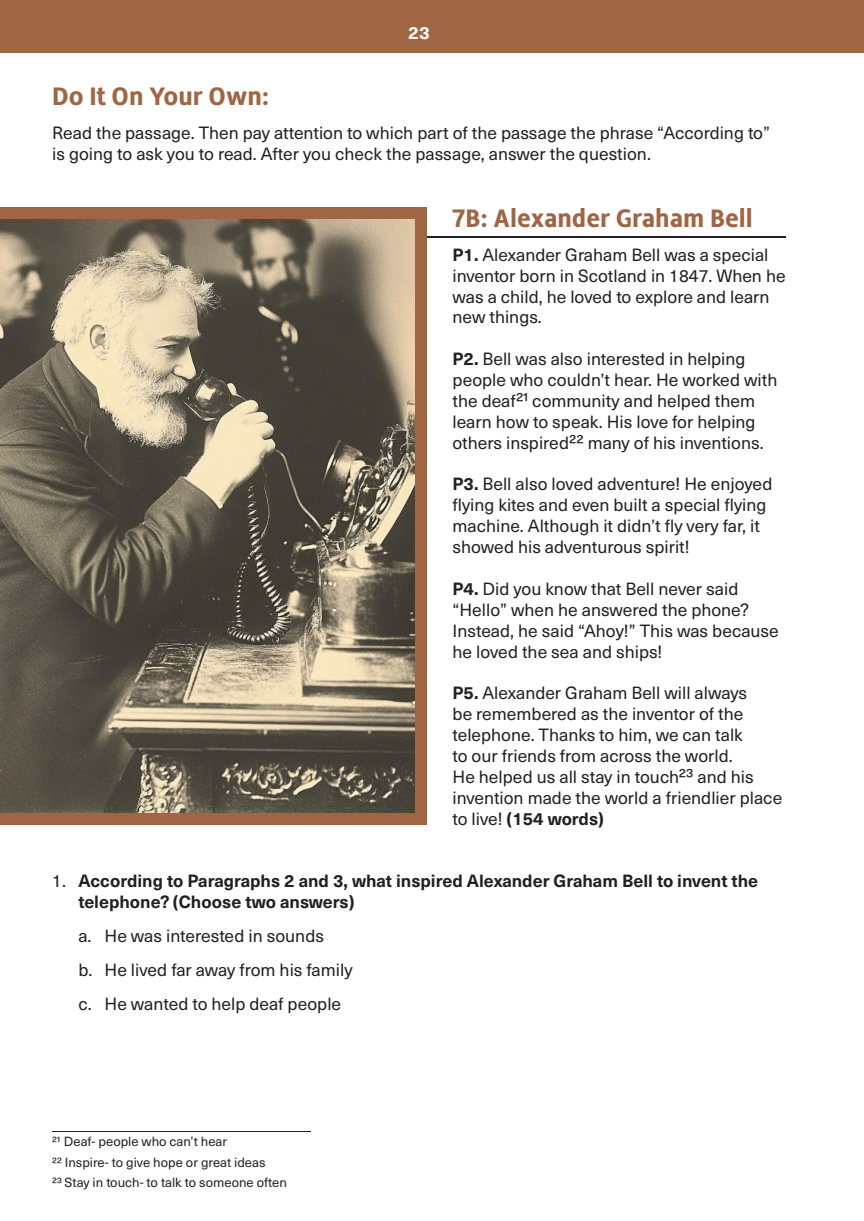 23
Do It On Your Own:
Read the passage. Then pay attention to which part of the passage the phrase “According to”
is going to ask you to read. After you check the passage, answer the question.
7B: Alexander Graham Bell
P1. Alexander Graham Bell was a special
inventor born in Scotland in 1847. When he
was a child, he loved to explore and learn
new things.
P2. Bell was also interested in helping
people who couldn’t hear. He worked with
the deaf²¹ community and helped them
learn how to speak. His love for helping
others inspired²² many of his inventions.
P3. Bell also loved adventure! He enjoyed
flying kites and even built a special flying
machine. Although it didn’t fly very far, it
showed his adventurous spirit!
P4. Did you know that Bell never said
“Hello” when he answered the phone?
Instead, he said “Ahoy!” This was because
he loved the sea and ships!
P5. Alexander Graham Bell will always
be remembered as the inventor of the
telephone. Thanks to him, we can talk
to our friends from across the world.
He helped us all stay in touch²³ and his
invention made the world a friendlier place
to live! (154 words)
1. According to Paragraphs 2 and 3, what inspired Alexander Graham Bell to invent the
telephone? (Choose two answers)
a. He was interested in sounds
b. He lived far away from his family
c. He wanted to help deaf people
²¹ Deaf- people who can’t hear
²² Inspire- to give hope or great ideas
²³ Stay in touch- to talk to someone often